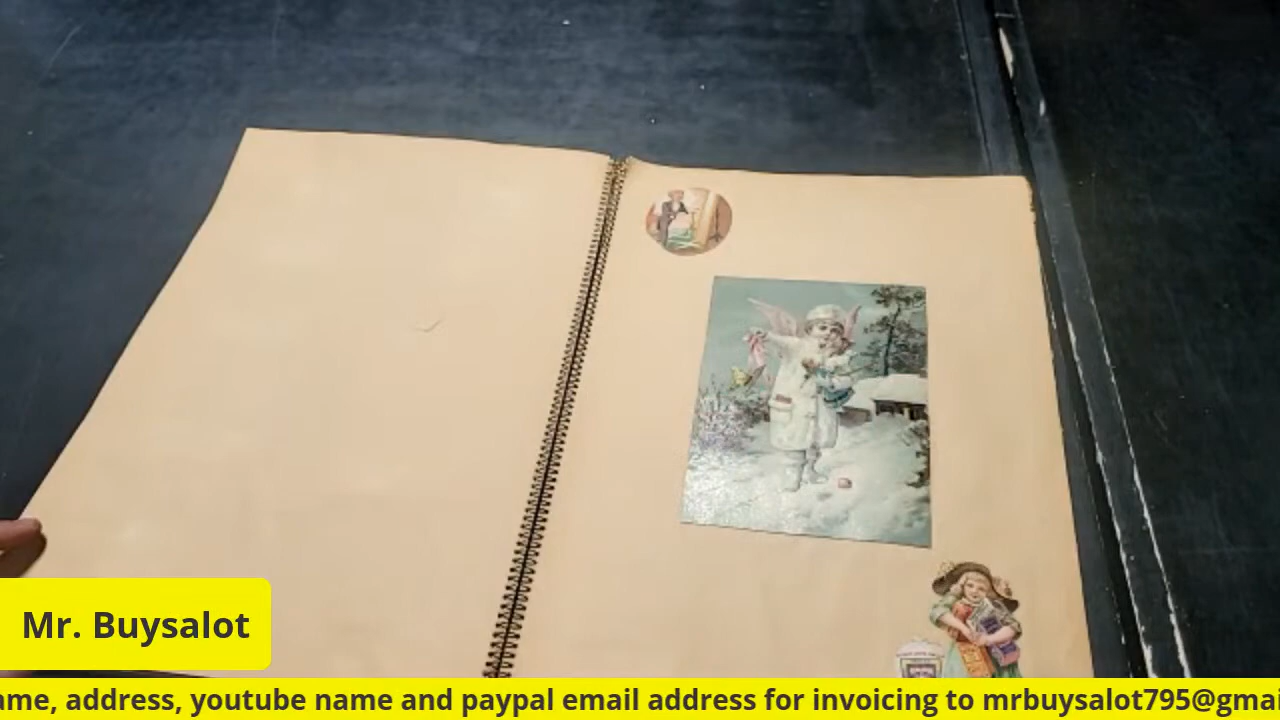 Mr. Buysalot
ame, address, youtube name and paypal email address for invoicing to mrbuysalot795@gmai